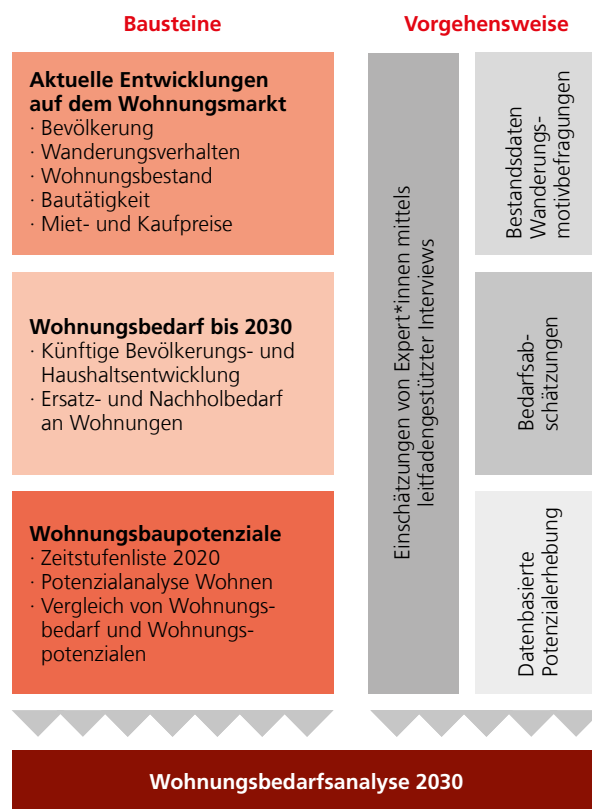 Bausteine
Vorgehensweise
Aktuelle Entwicklungen
auf dem Wohnungsmarkt
· Bevölkerung
· Wanderungsverhalten
· Wohnungsbestand
· Bautätigkeit
· Miet- und Kaufpreise
Wohnungsbedarf bis 2030
· Künftige Bevölkerungs- und
Haushaltsentwicklung
· Ersatz- und Nachholbedarf
an Wohnungen
Wohnungsbaupotenziale
· Zeitstufenliste 2020
· Potenzialanalyse Wohnen
· Vergleich von Wohnungs-
bedarf und Wohnungs-
potenzialen
Einschätzungen von Expert*innen mittels
leitfadengestützter Interviews
Bestandsdaten
Wanderungs-
motivbefragungen
Bedarfsab-
schätzungen
Datenbasierte
Potenzialerhebung
Wohnungsbedarfsanalyse 2030